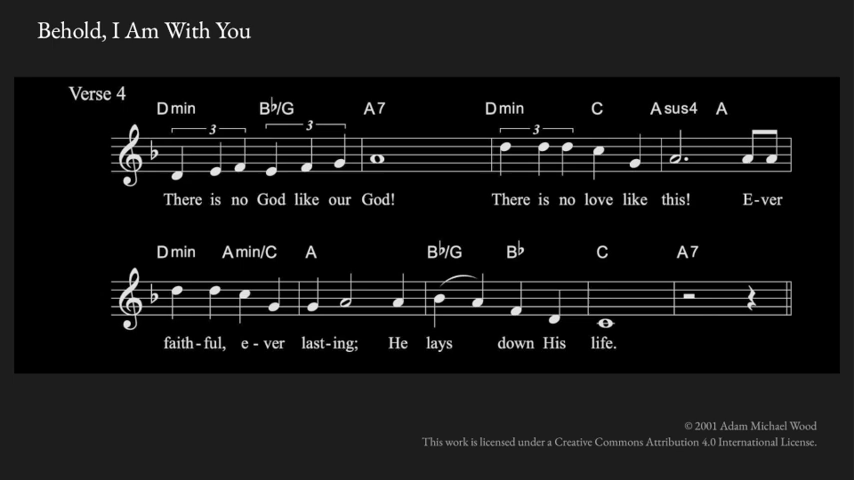 Behold, I Am With You
Verse 4
Dmin B♭/G A7 Dmin C Asus4 A
3 3 3
There is no God like our God! There is no love like this! E-ver
Dmin Amin/C A B♭/G B♭ C A7
faith-ful, e-ver last-ing; He lays down His life.
© 2001 Adam Michael Wood
This work is licensed under a Creative Commons Attribution 4.0 International License.